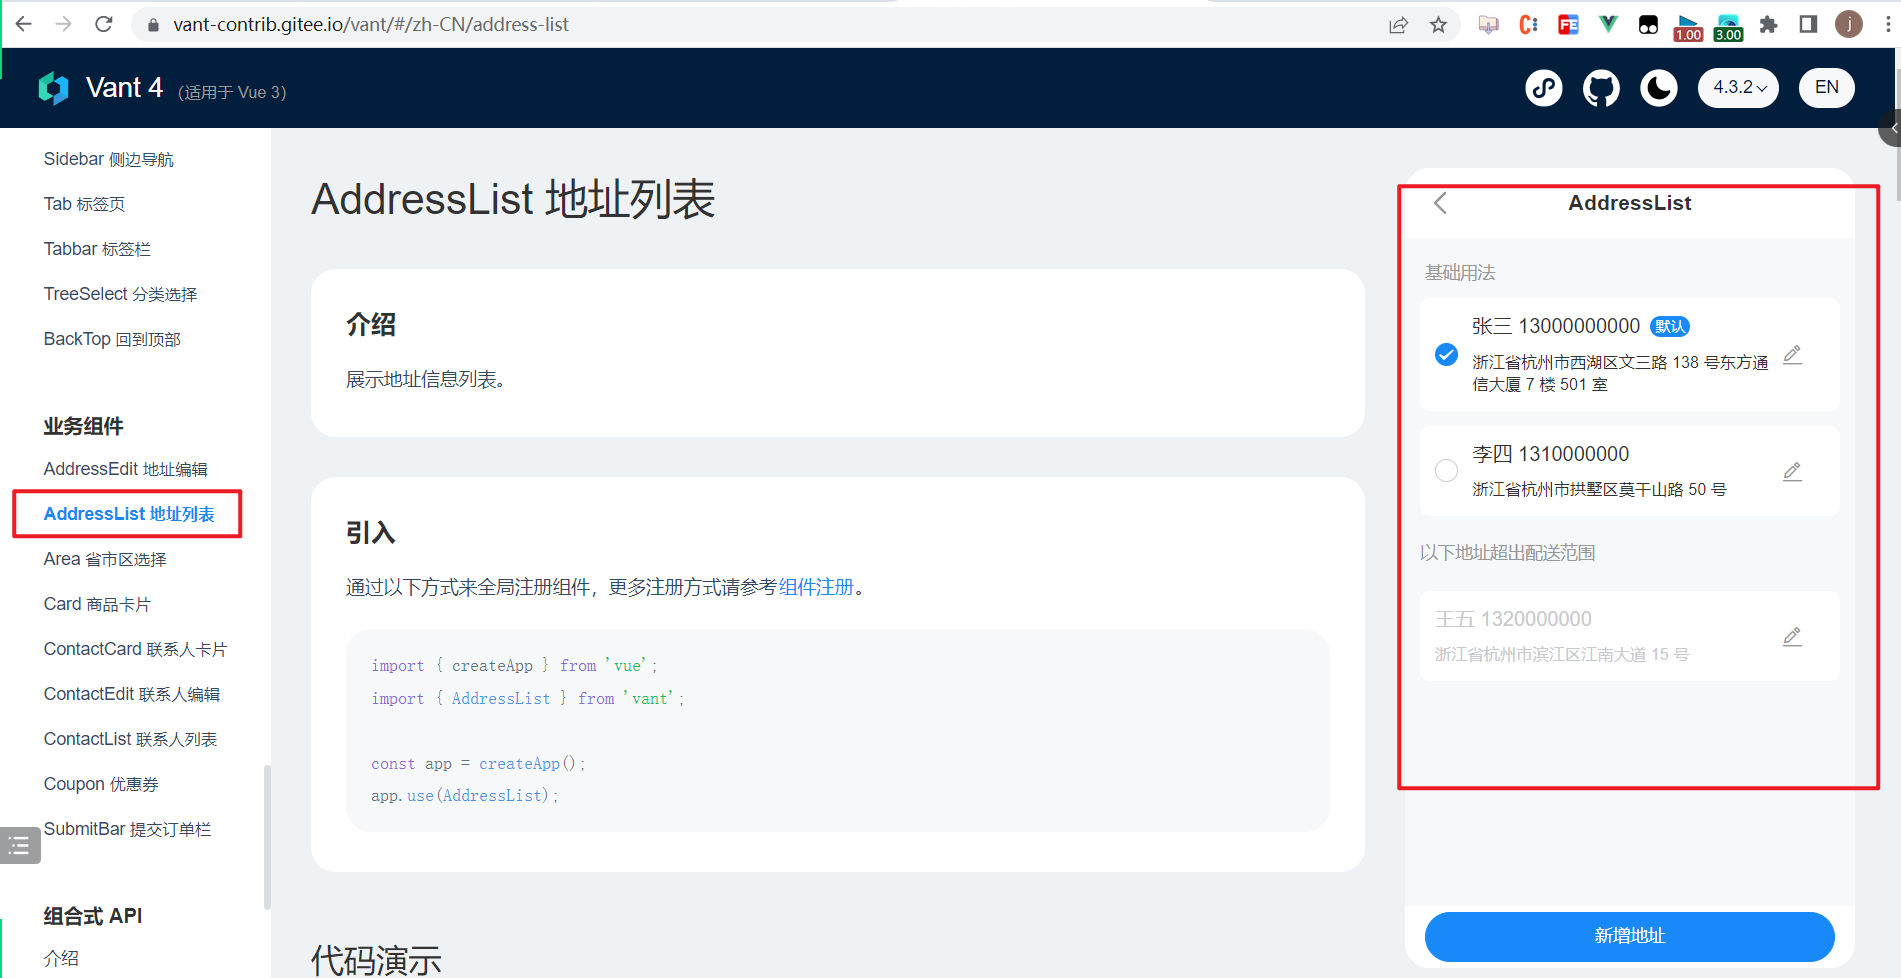 vant-contrib.gitee.io/vant/#/zh-CN/address-list
1.00
3.00
j
Vant 4 (适用于 Vue 3)
4.3.2
EN
Sidebar 侧边导航
Tab 标签页
Tabbar 标签栏
TreeSelect 分类选择
BackTop 回到顶部
业务组件
AddressEdit 地址编辑
AddressList 地址列表
Area 省市区选择
Card 商品卡片
ContactCard 联系人卡片
ContactEdit 联系人编辑
ContactList 联系人列表
Coupon 优惠券
SubmitBar 提交订单栏
组合式 API
介绍
AddressList 地址列表
介绍
展示地址信息列表。
引入
通过以下方式来全局注册组件，更多注册方式请参考组件注册。
import { createApp } from 'vue';
import { AddressList } from 'vant';
const app = createApp();
app.use(AddressList);
代码演示
AddressList
基础用法
张三 13000000000 默认
浙江省杭州市西湖区文三路 138 号东方通
信大厦 7 楼 501 室
李四 1310000000
浙江省杭州市拱墅区莫干山路 50 号
以下地址超出配送范围
王五 1320000000
浙江省杭州市滨江区江南大道 15 号
新增地址